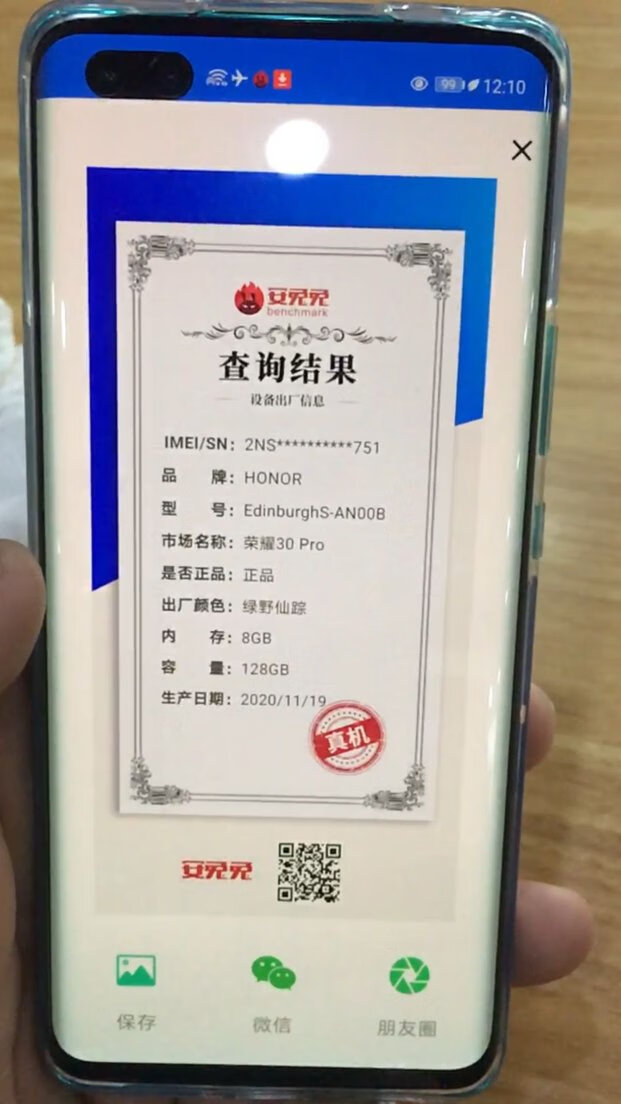 99 12:10
安兔兔
benchmark
查询结果
设备出厂信息
IMEI/SN：2NS**********751
品 牌：HONOR
型 号：EdinburghS-AN00B
市场名称：荣耀30 Pro
是否正品：正品
出厂颜色：绿野仙踪
内 存：8GB
容 量：128GB
生产日期：2020/11/19
真机
安兔兔
保存 微信 朋友圈